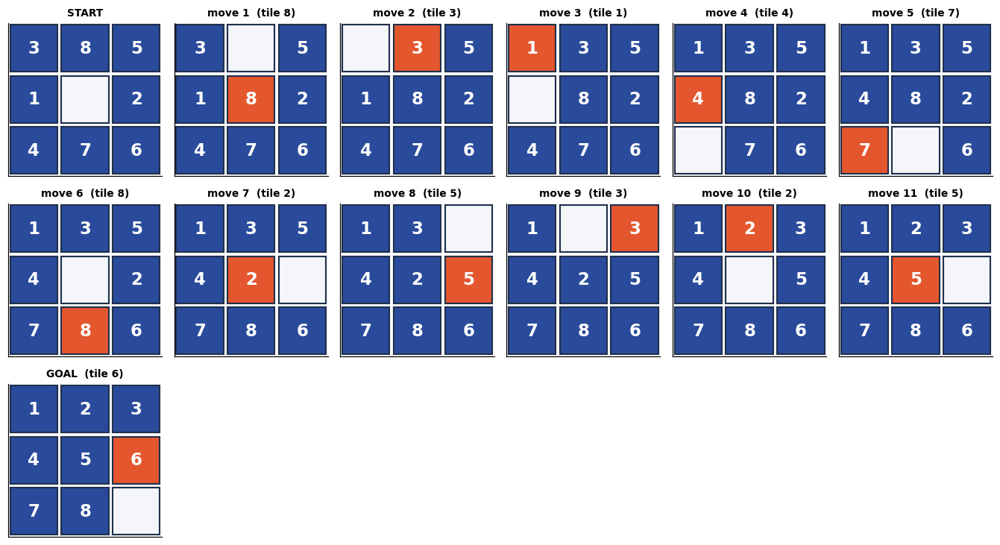 START move 1 (tile 8) move 2 (tile 3) move 3 (tile 1) move 4 (tile 4) move 5 (tile 7)
3 8 5 3 5 3 5 1 3 5 1 3 5 1 3 5
1 2 1 8 2 1 8 2 8 2 4 8 2 4 8 2
4 7 6 4 7 6 4 7 6 4 7 6 7 6 7 6
move 6 (tile 8) move 7 (tile 2) move 8 (tile 5) move 9 (tile 3) move 10 (tile 2) move 11 (tile 5)
1 3 5 1 3 5 1 3 1 3 1 2 3 1 2 3
4 2 4 2 4 2 5 4 2 5 4 5 4 5
7 8 6 7 8 6 7 8 6 7 8 6 7 8 6 7 8 6
GOAL (tile 6)
1 2 3
4 5 6
7 8